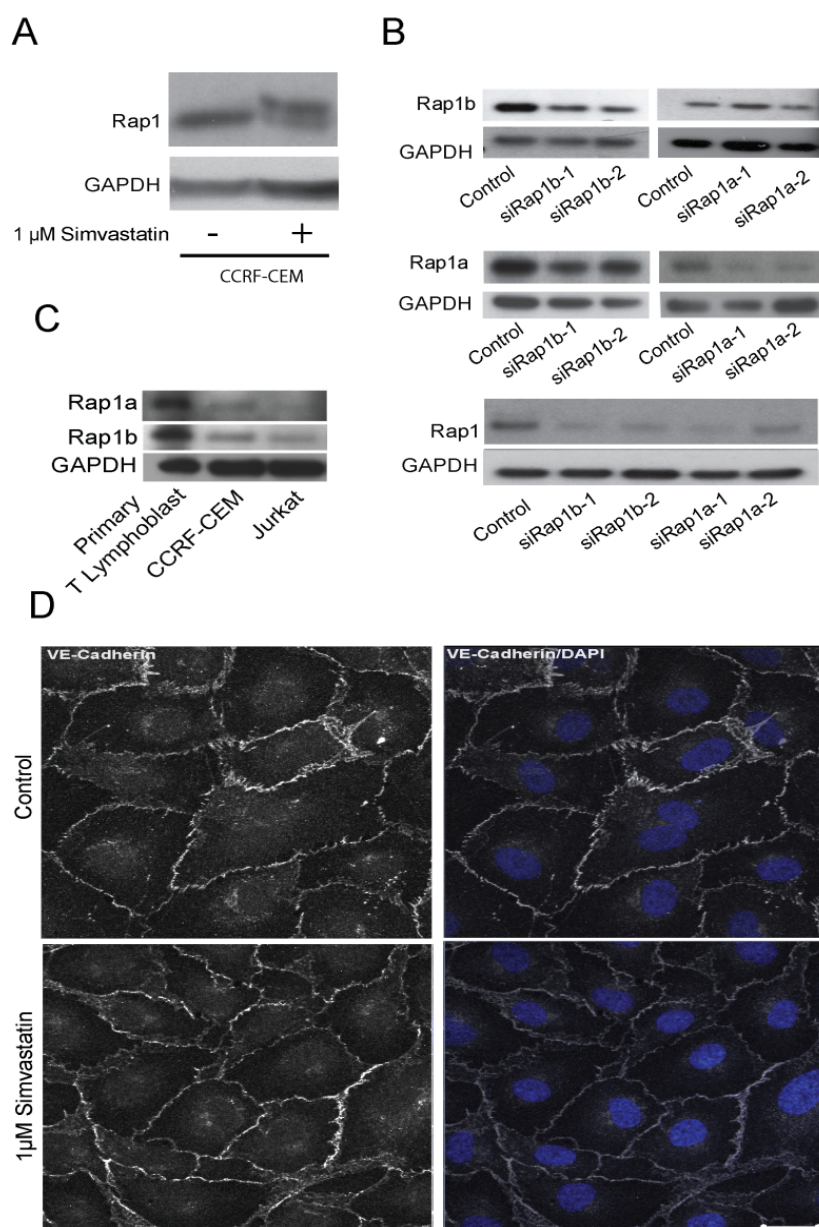 A
Rap1
GAPDH
1 µM Simvastatin - +
CCRF-CEM
B
Rap1b
GAPDH
Control siRap1b-1 siRap1b-2 Control siRap1a-1 siRap1a-2
Rap1a
GAPDH
Control siRap1b-1 siRap1b-2 Control siRap1a-1 siRap1a-2
Rap1
GAPDH
Control siRap1b-1 siRap1b-2 siRap1a-1 siRap1a-2
C
Rap1a
Rap1b
GAPDH
Primary
T Lymphoblast CCRF-CEM Jurkat
D
VE-Cadherin VE-Cadherin/DAPI
Control
1µM Simvastatin